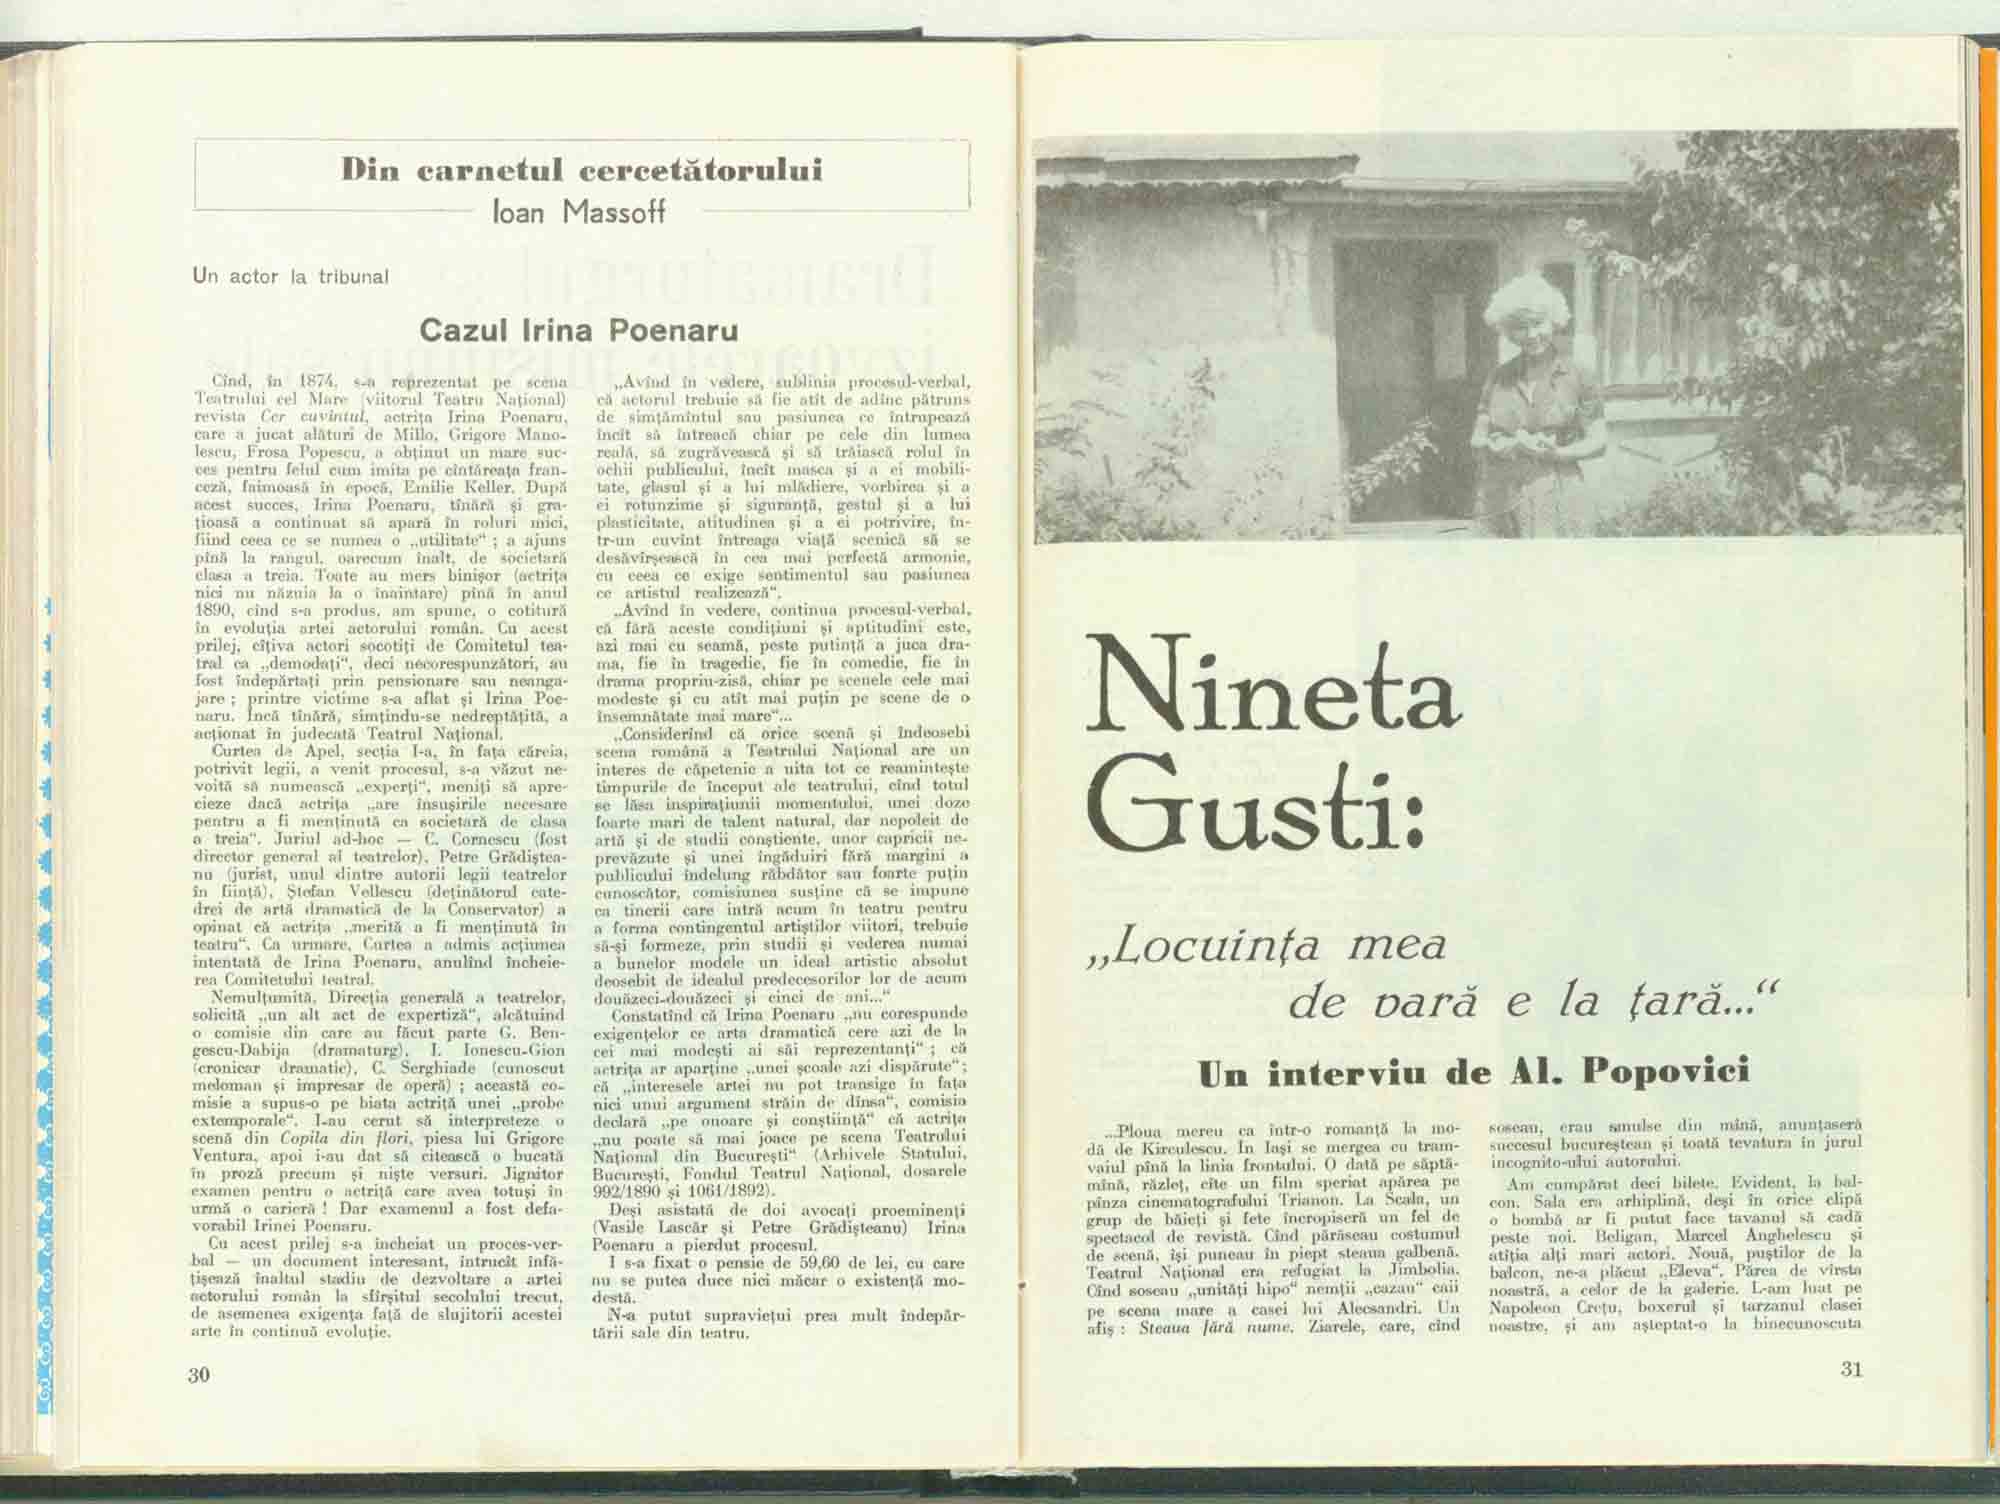 Din carnetul cercetătorului
Ioan Massoff
Un actor la tribunal
Cazul Irina Poenaru
Cînd, în 1874, s-a reprezentat pe scena
Teatrului cel Mare (viitorul Teatru Național)
revista Cer cuvîntul, actrița Irina Poenaru,
care a jucat alături de Millo, Grigore Mano-
lescu, Frosa Popescu, a obținut un mare suc-
ces pentru felul cum imita pe cîntăreața fran-
ceză, faimoasă în epocă, Emilie Keller. După
acest succes, Irina Poenaru, tînără și gra-
țioasă a continuat să apară în roluri mici,
fiind ceea ce se numea o „utilitate“ ; a ajuns
pînă la rangul, oarecum înalt, de societară
clasa a treia. Toate au mers binișor (actrița
nici nu năzuia la o înaintare) pînă în anul
1890, cînd s-a produs, am spune, o cotitură
în evoluția artei actorului român. Cu acest
prilej, cîțiva actori socotiți de Comitetul tea-
tral ca „demodați“, deci necorespunzători, au
fost îndepărtați prin pensionare sau neanga-
jare ; printre victime s-a aflat și Irina Poe-
naru. Încă tînără, simțindu-se nedreptățită, a
acționat în judecată Teatrul Național.
Curtea de Apel, secția I-a, în fața căreia,
potrivit legii, a venit procesul, s-a văzut ne-
voită să numească „experți“, meniți să apre-
cieze dacă actrița „are însușirile necesare
pentru a fi menținută ca societară de clasa
a treia“. Juriul ad-hoc — C. Cornescu (fost
director general al teatrelor), Petre Grădiștea-
nu (jurist, unul dintre autorii legii teatrelor
în ființă), Ștefan Vellescu (deținătorul cate-
drei de artă dramatică de la Conservator) a
opinat că actrița „merită a fi menținută în
teatru“. Ca urmare, Curtea a admis acțiunea
intentată de Irina Poenaru, anulînd încheie-
rea Comitetului teatral.
Nemulțumită, Direcția generală a teatrelor,
solicită „un alt act de expertiză“, alcătuind
o comisie din care au făcut parte G. Ben-
gescu-Dabija (dramaturg), I. Ionescu-Gion
(cronicar dramatic), C. Serghiade (cunoscut
meloman și impresar de operă) ; această co-
misie a supus-o pe biata actriță unei „probe
extemporale“. I-au cerut să interpreteze o
scenă din Copila din flori, piesa lui Grigore
Ventura, apoi i-au dat să citească o bucată
în proză precum și niște versuri. Jignitor
examen pentru o actriță care avea totuși în
urmă o carieră ! Dar examenul a fost defa-
vorabil Irinei Poenaru.
Cu acest prilej s-a încheiat un proces-ver-
bal — un document interesant, întrucît înfă-
țișează înaltul stadiu de dezvoltare a artei
actorului român la sfîrșitul secolului trecut,
de asemenea exigența față de slujitorii acestei
arte în continuă evoluție.
„Avînd în vedere, sublinia procesul-verbal,
că actorul trebuie să fie atît de adînc pătruns
de simțămîntul sau pasiunea ce întrupează
încît să întreacă chiar pe cele din lumea
reală, să zugrăvească și să trăiască rolul în
ochii publicului, încît masca și a ei mobili-
tate, glasul și a lui mlădiere, vorbirea și a
ei rotunzime și siguranță, gestul și a lui
plasticitate, atitudinea și a ei potrivire, în-
tr-un cuvînt întreaga viață scenică să se
desăvîrșească în cea mai perfectă armonie,
cu ceea ce exige sentimentul sau pasiunea
ce artistul realizează“.
„Avînd în vedere, continua procesul-verbal,
că fără aceste condițiuni și aptitudini este,
azi mai cu seamă, peste putință a juca dra-
ma, fie în tragedie, fie în comedie, fie în
drama propriu-zisă, chiar pe scenele cele mai
modeste și cu atît mai puțin pe scene de o
însemnătate mai mare“...
„Considerînd că orice scenă și îndeosebi
scena română a Teatrului Național are un
interes de căpetenie a uita tot ce reamintește
timpurile de început ale teatrului, cînd totul
se lăsa inspirațiunii momentului, unei doze
foarte mari de talent natural, dar nepoleit de
artă și de studii conștiente, unor capricii ne-
prevăzute și unei îngăduiri fără margini a
publicului îndelung răbdător sau foarte puțin
cunoscător, comisiunea susține că se impune
ca tinerii care intră acum în teatru pentru
a forma contingentul artiștilor viitori, trebuie
să-și formeze, prin studii și vederea numai
a bunelor modele un ideal artistic absolut
deosebit de idealul predecesorilor lor de acum
douăzeci-douăzeci și cinci de ani...“
Constatînd că Irina Poenaru „nu corespunde
exigențelor ce arta dramatică cere azi de la
cei mai modești ai săi reprezentanți“ ; că
actrița ar aparține „unei școale azi dispărute“ ;
că „interesele artei nu pot transige în fața
nici unui argument străin de dînsa“, comisia
declară „pe onoare și conștiință“ că actrița
„nu poate să mai joace pe scena Teatrului
Național din București“ (Arhivele Statului,
București, Fondul Teatrul Național, dosarele
992/1890 și 1061/1892).
Deși asistată de doi avocați proeminenți
(Vasile Lascăr și Petre Grădișteanu) Irina
Poenaru a pierdut procesul.
I s-a fixat o pensie de 59,60 de lei, cu care
nu se putea duce nici măcar o existență mo-
destă.
N-a putut supraviețui prea mult îndepăr-
tării sale din teatru.
30
Nineta
Gusti:
„Locuința mea
de vară e la țară...“
Un interviu de Al. Popovici
...Ploua mereu ca într-o romanță la mo-
dă de Kirculescu. În Iași se mergea cu tram-
vaiul pînă la linia frontului. O dată pe săptă-
mînă, răzleț, cîte un film speriat apărea pe
pînza cinematografului Trianon. La Scala, un
grup de băieți și fete încropiseră un fel de
spectacol de revistă. Cînd părăseau costumul
de scenă, își puneau în piept steaua galbenă.
Teatrul Național era refugiat la Jimbolia.
Cînd soseau „unități hipo“ nemții „cazau“ caii
pe scena mare a casei lui Alecsandri. Un
afiș : Steaua fără nume. Ziarele, care, cînd
soseau, erau smulse din mînă, anunțaseră
succesul bucureștean și toată tevatura în jurul
incognito-ului autorului.
Am cumpărat deci bilete. Evident, la bal-
con. Sala era arhiplină, deși în orice clipă
o bombă ar fi putut face tavanul să cadă
peste noi. Beligan, Marcel Anghelescu și
atîția alți mari actori. Nouă, puștilor de la
balcon, ne-a plăcut „Eleva“. Părea de vîrsta
noastră, a celor de la galerie. L-am luat pe
Napoleon Crețu, boxerul și tarzanul clasei
noastre, și am așteptat-o la binecunoscuta
31